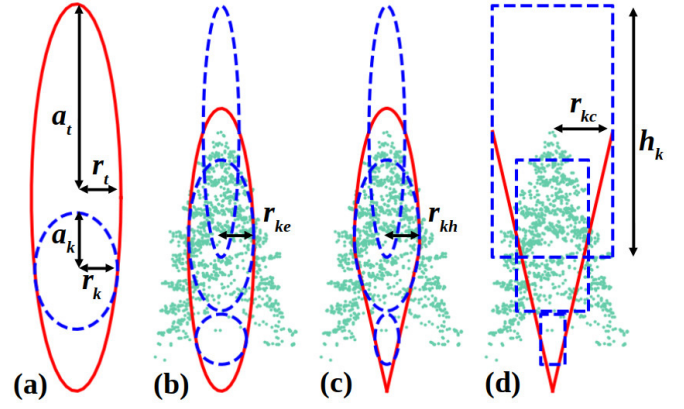 a_t
r_t
a_k
r_k
r_ke
r_kh
r_kc
h_k
(a)
(b)
(c)
(d)